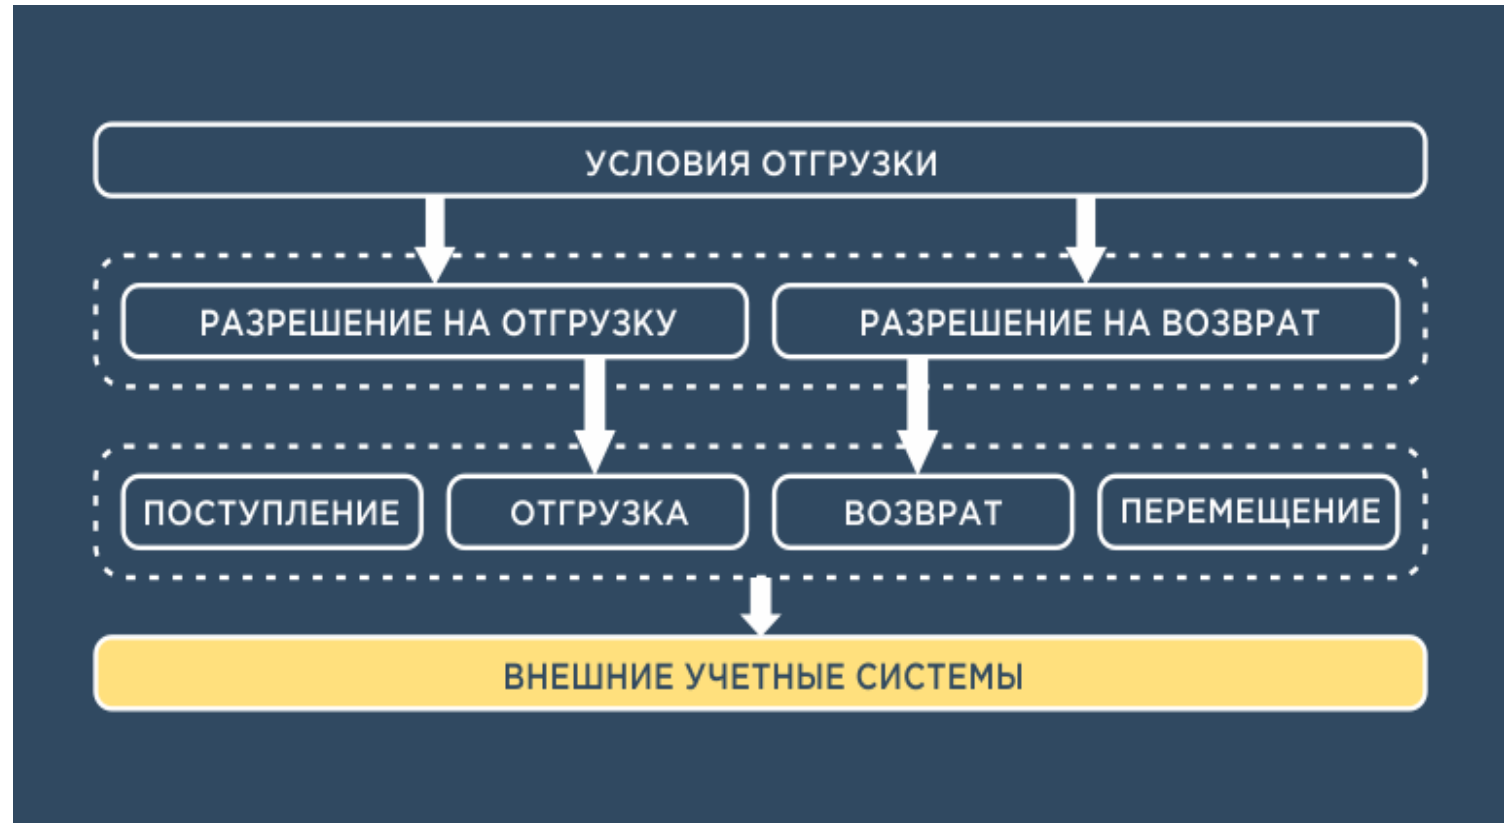 УСЛОВИЯ ОТГРУЗКИ
РАЗРЕШЕНИЕ НА ОТГРУЗКУ
РАЗРЕШЕНИЕ НА ВОЗВРАТ
ПОСТУПЛЕНИЕ
ОТГРУЗКА
ВОЗВРАТ
ПЕРЕМЕЩЕНИЕ
ВНЕШНИЕ УЧЕТНЫЕ СИСТЕМЫ